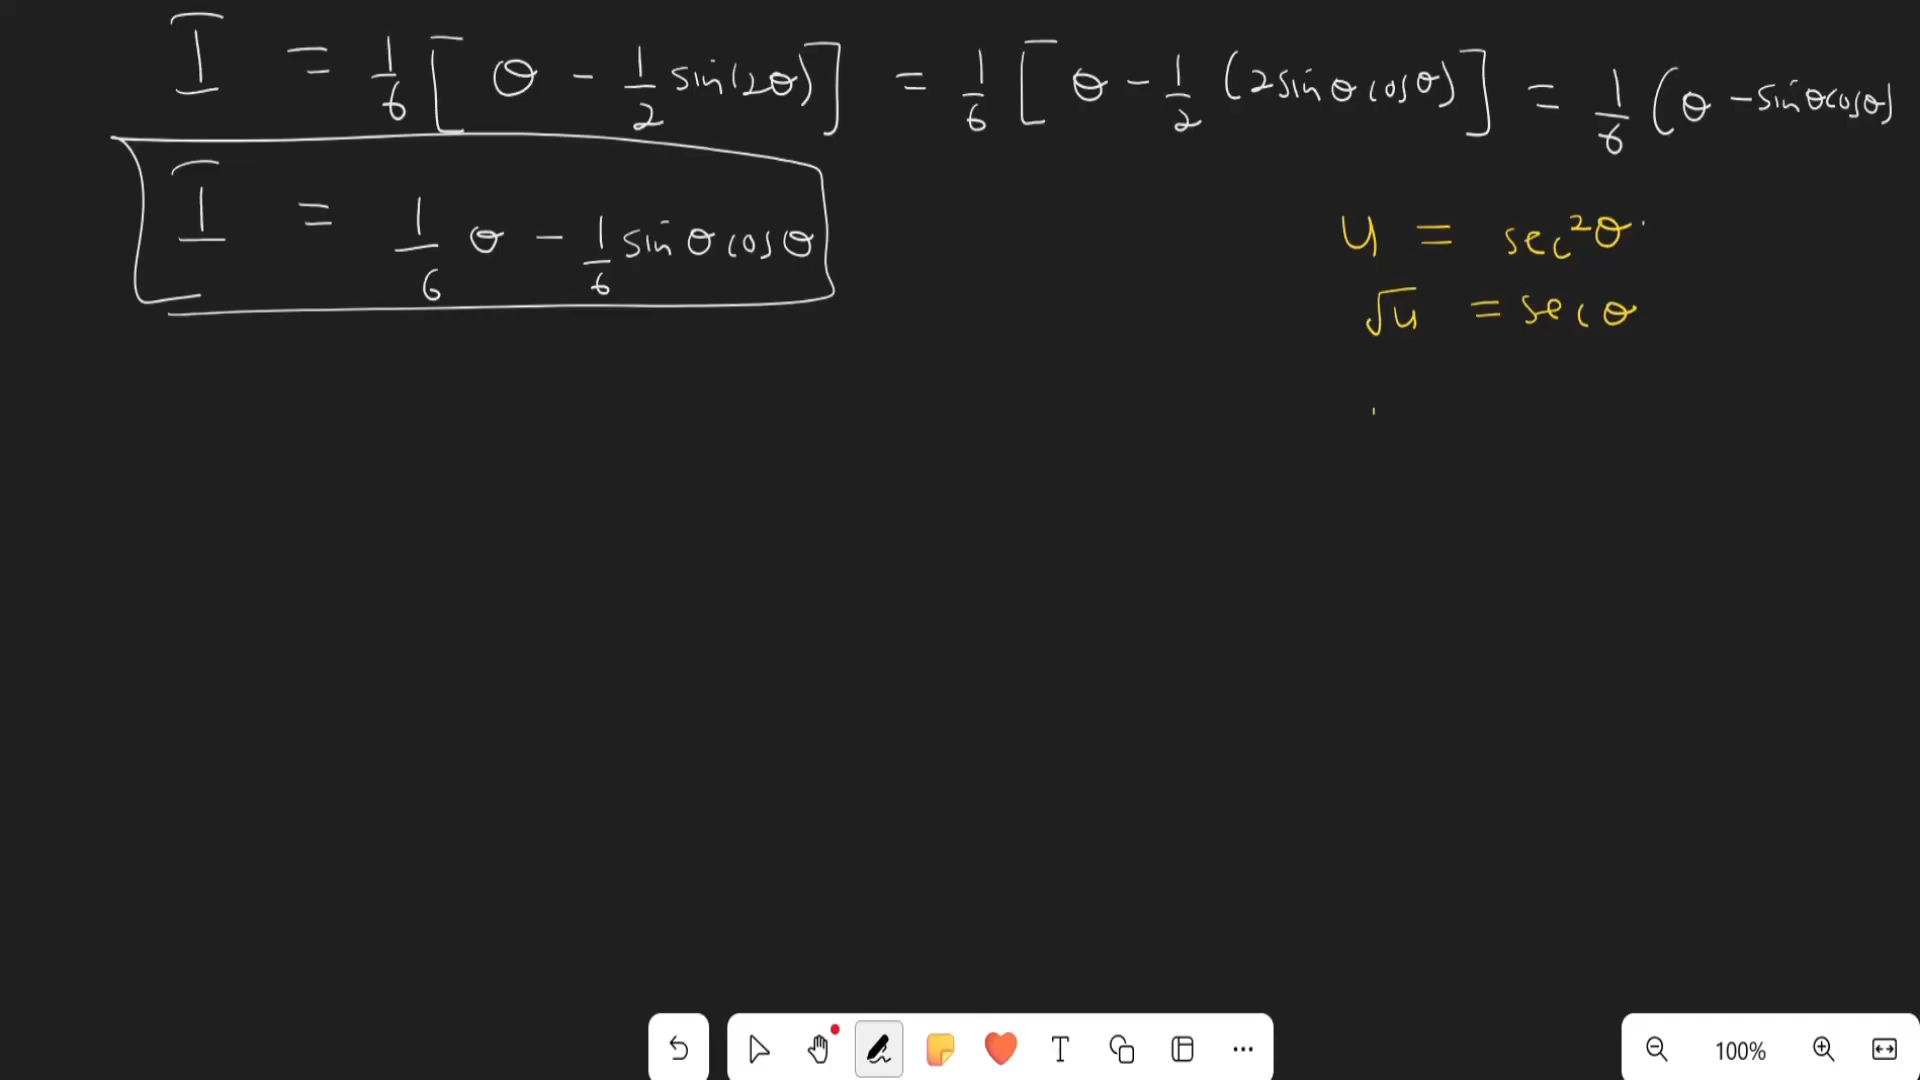 I = 1/6 [ θ - 1/2 sin(2θ) ] = 1/6 [ θ - 1/2 (2 sin θ cos θ) ] = 1/6 (θ - sin θ cos θ)
I = 1/6 θ - 1/6 sin θ cos θ
u = sec²θ
√u = sec θ
T
100%